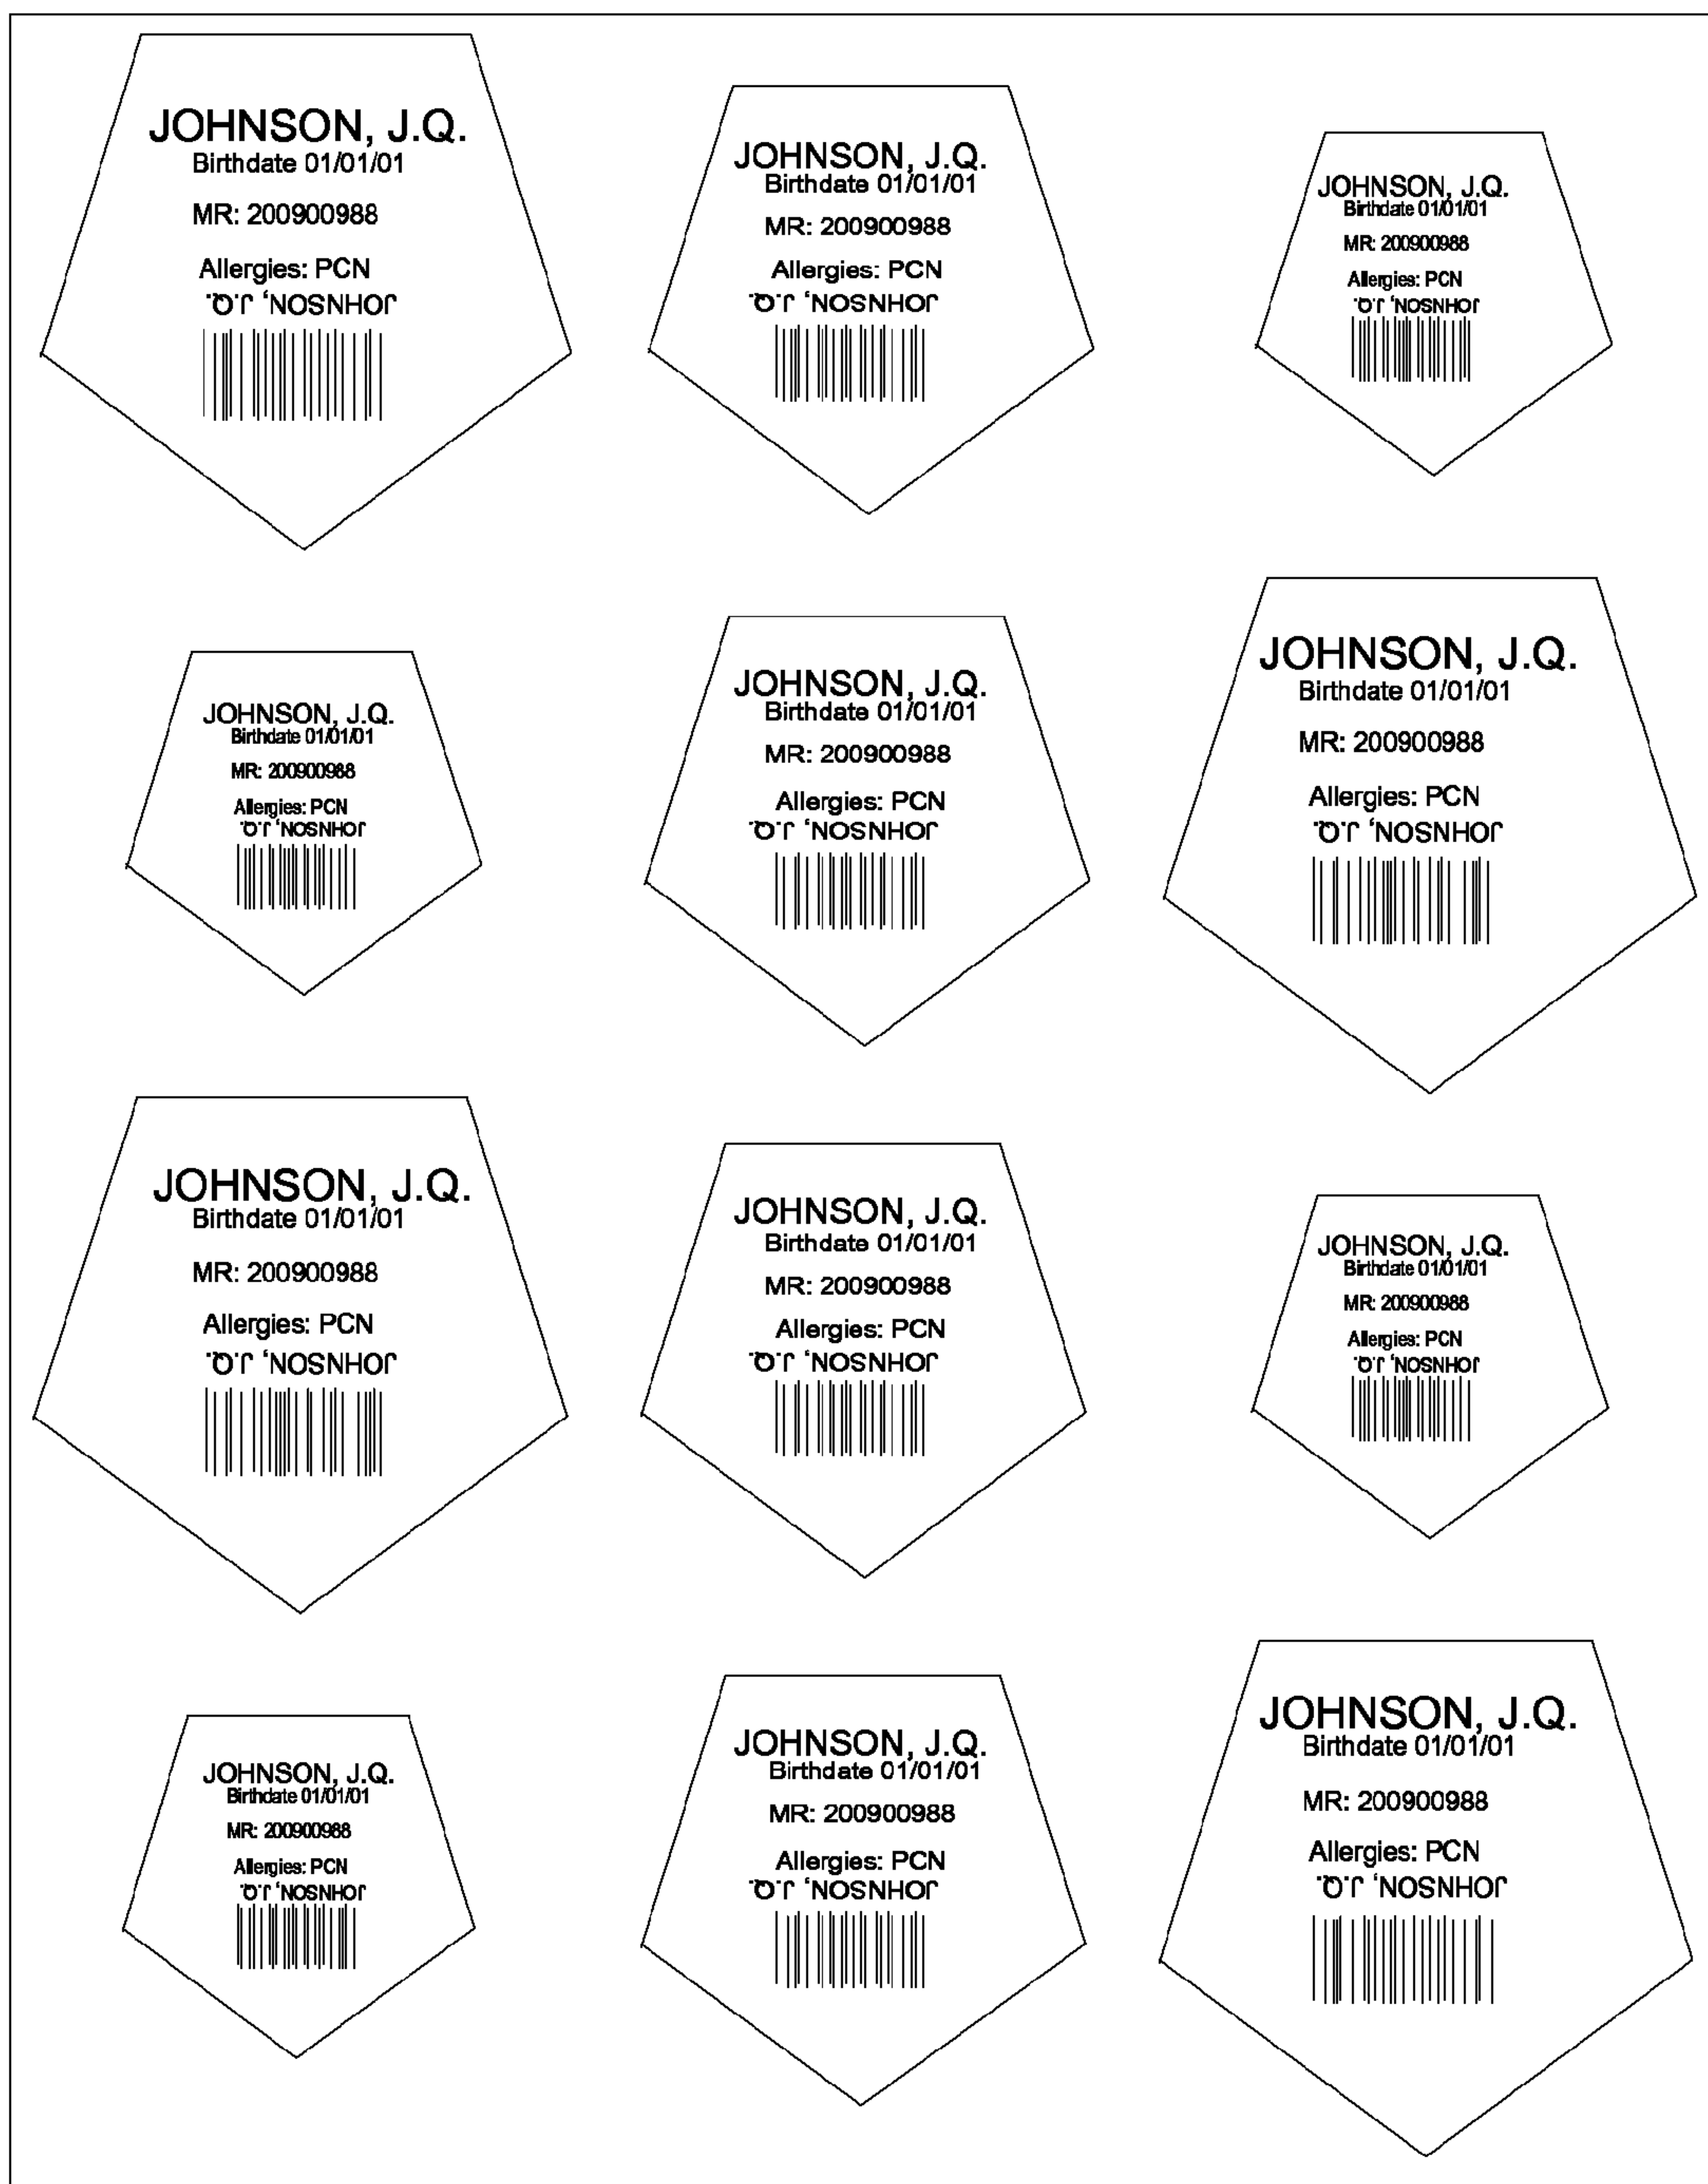 JOHNSON, J.Q.
Birthdate 01/01/01
MR: 200900988
Allergies: PCN
JOHNSON, J.Q.
JOHNSON, J.Q.
Birthdate 01/01/01
MR: 200900988
Allergies: PCN
JOHNSON, J.Q.
JOHNSON, J.Q.
Birthdate 01/01/01
MR: 200900988
Allergies: PCN
JOHNSON, J.Q.
JOHNSON, J.Q.
Birthdate 01/01/01
MR: 200900988
Allergies: PCN
JOHNSON, J.Q.
JOHNSON, J.Q.
Birthdate 01/01/01
MR: 200900988
Allergies: PCN
JOHNSON, J.Q.
JOHNSON, J.Q.
Birthdate 01/01/01
MR: 200900988
Allergies: PCN
JOHNSON, J.Q.
JOHNSON, J.Q.
Birthdate 01/01/01
MR: 200900988
Allergies: PCN
JOHNSON, J.Q.
JOHNSON, J.Q.
Birthdate 01/01/01
MR: 200900988
Allergies: PCN
JOHNSON, J.Q.
JOHNSON, J.Q.
Birthdate 01/01/01
MR: 200900988
Allergies: PCN
JOHNSON, J.Q.
JOHNSON, J.Q.
Birthdate 01/01/01
MR: 200900988
Allergies: PCN
JOHNSON, J.Q.
JOHNSON, J.Q.
Birthdate 01/01/01
MR: 200900988
Allergies: PCN
JOHNSON, J.Q.
JOHNSON, J.Q.
Birthdate 01/01/01
MR: 200900988
Allergies: PCN
JOHNSON, J.Q.